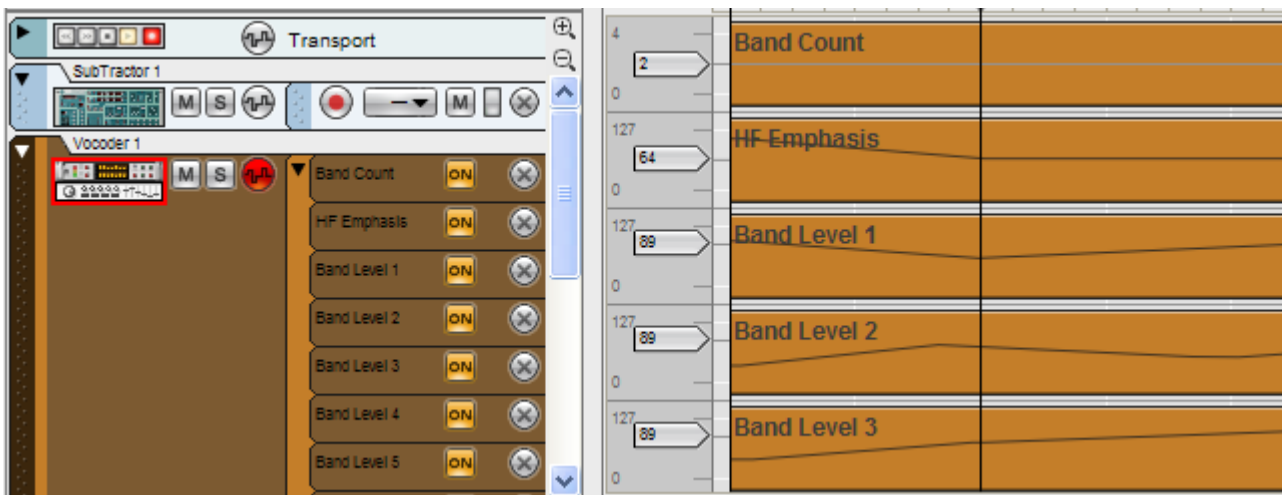 Transport
SubTractor 1
M S M
Vocoder 1
M S
Band Count ON
HF Emphasis ON
Band Level 1 ON
Band Level 2 ON
Band Level 3 ON
Band Level 4 ON
Band Level 5 ON
4
Band Count
2
0
127
HF Emphasis
64
0
127
Band Level 1
89
0
127
Band Level 2
89
0
127
Band Level 3
89
0